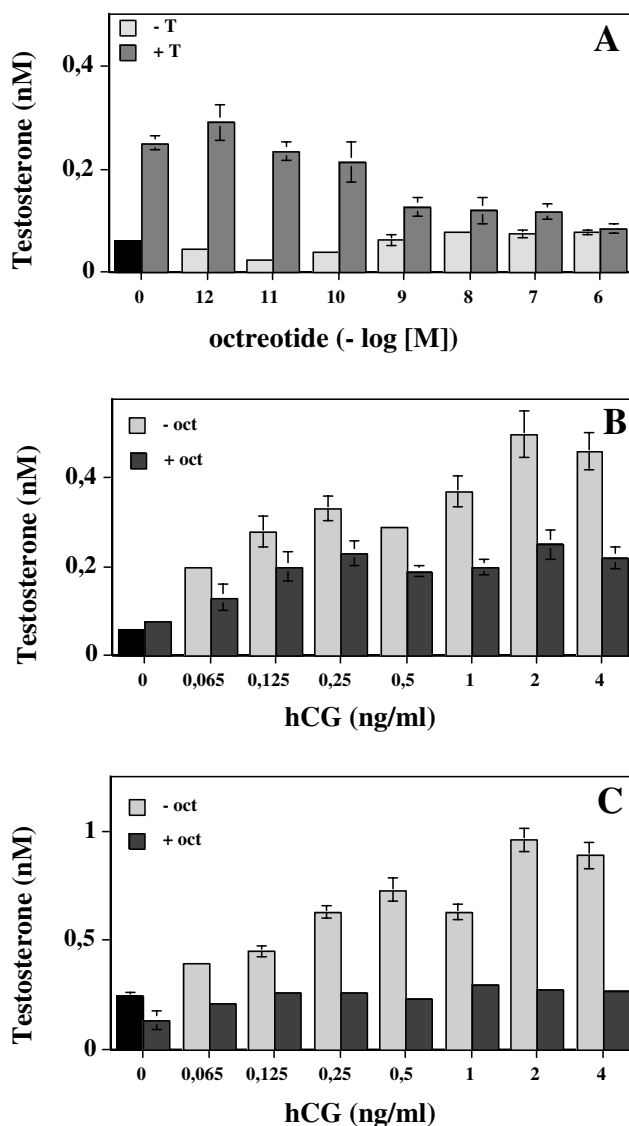 A
- T
+ T
Testosterone (nM)
0,4
0,2
0
0 12 11 10 9 8 7 6
octreotide (- log [M])
B
- oct
+ oct
Testosterone (nM)
0,4
0,2
0
0 0,065 0,125 0,25 0,5 1 2 4
hCG (ng/ml)
C
- oct
+ oct
Testosterone (nM)
1
0,5
0
0 0,065 0,125 0,25 0,5 1 2 4
hCG (ng/ml)